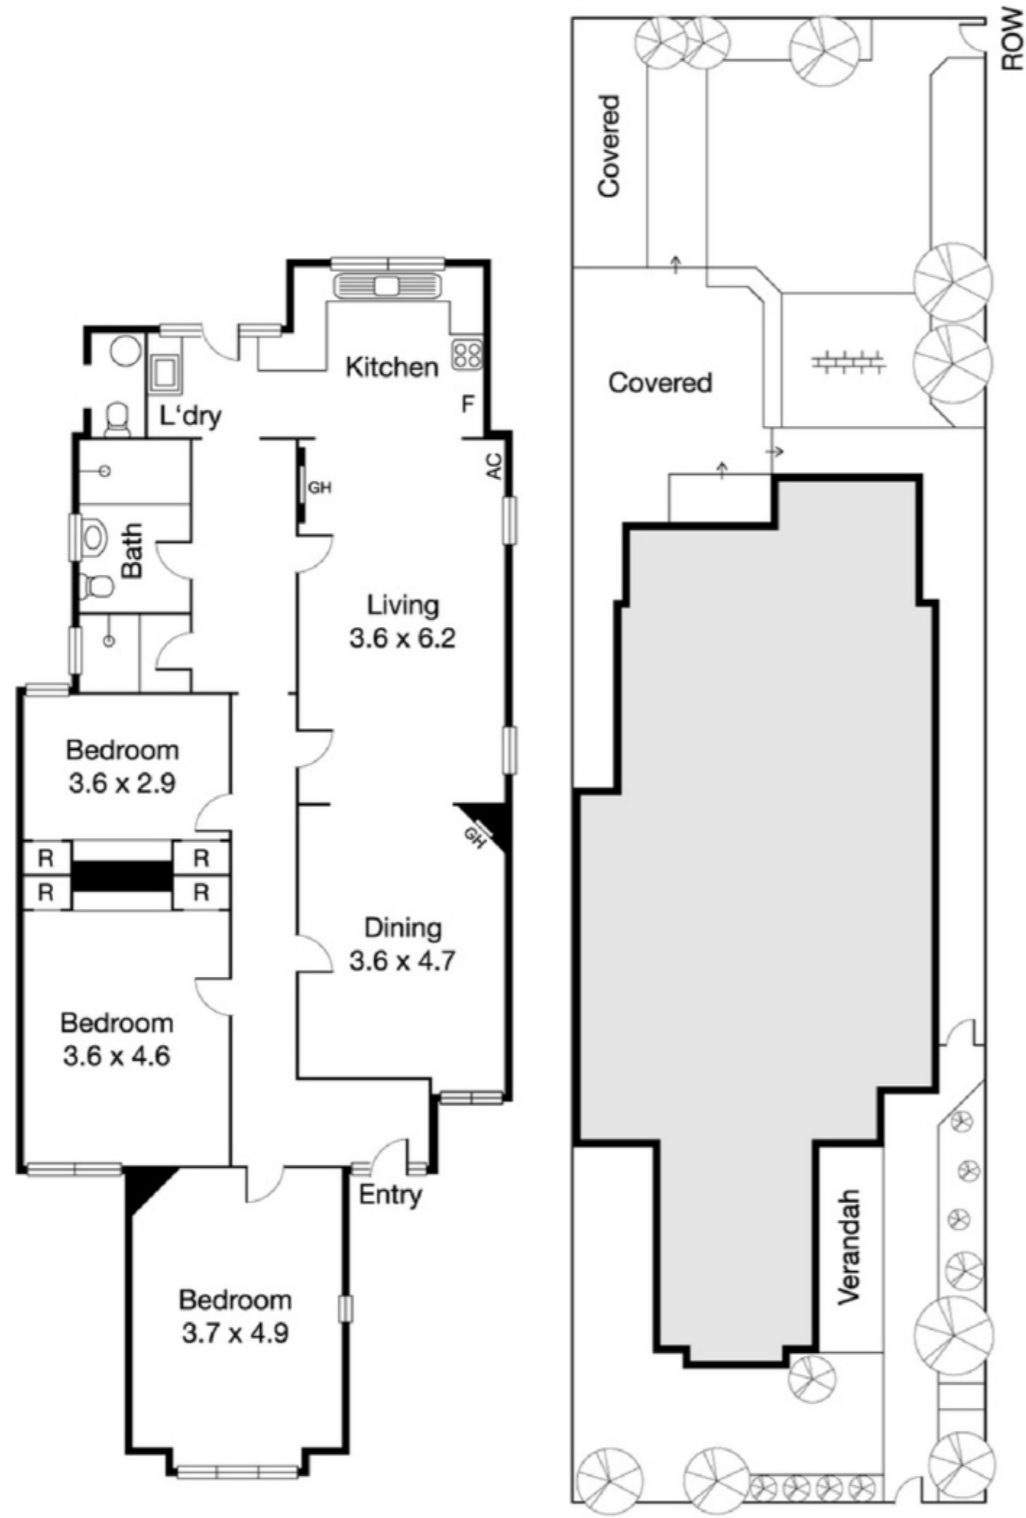 ROW
Covered
Kitchen
F
L'dry
AC
GH
Covered
Bath
Living
3.6 x 6.2
Bedroom
3.6 x 2.9
GH
R
R
R
R
Dining
3.6 x 4.7
Bedroom
3.6 x 4.6
Entry
Verandah
Bedroom
3.7 x 4.9